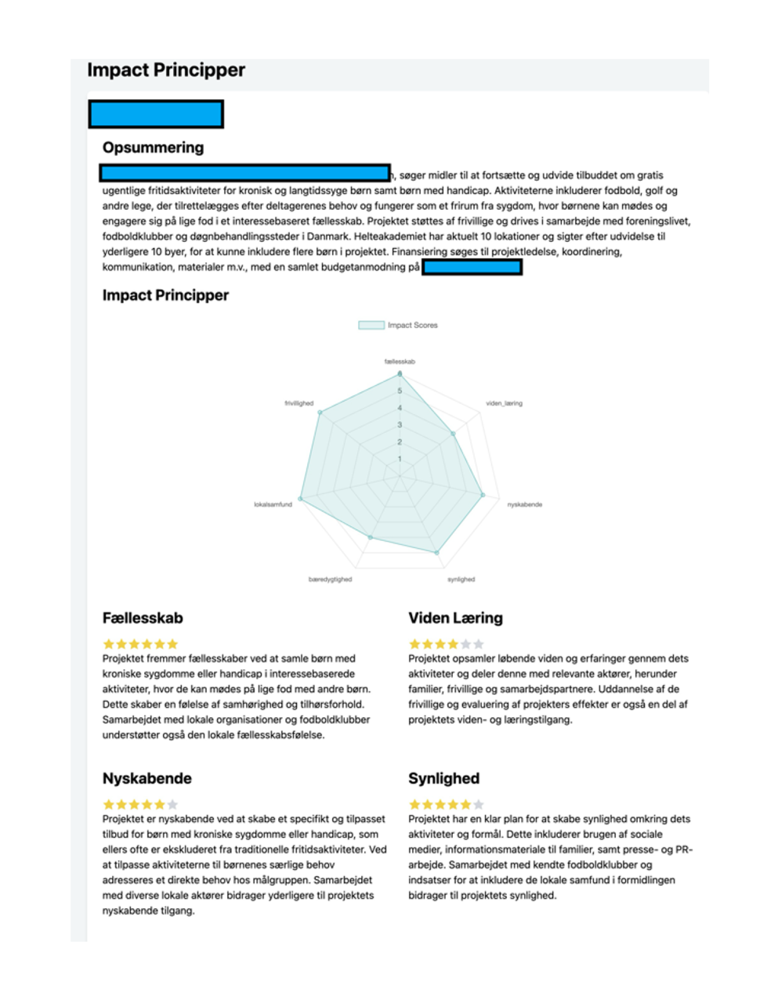 Impact Principper
Opsummering
, søger midler til at fortsætte og udvide tilbuddet om gratis
ugentlige fritidsaktiviteter for kronisk og langtidssyge børn samt børn med handicap. Aktiviteterne inkluderer fodbold, golf og
andre lege, der tilrettelægges efter deltagerenes behov og fungerer som et frirum fra sygdom, hvor børnene kan mødes og
engagere sig på lige fod i et interessebaseret fællesskab. Projektet støttes af frivillige og drives i samarbejde med foreningslivet,
fodboldklubber og døgnbehandlingssteder i Danmark. Helteakademiet har aktuelt 10 lokationer og sigter efter udvidelse til
yderligere 10 byer, for at kunne inkludere flere børn i projektet. Finansiering søges til projektledelse, koordinering,
kommunikation, materialer m.v., med en samlet budgetanmodning på
Impact Principper
Impact Scores
fællesskab
6
5
frivillighed
viden_læring
4
3
2
1
lokalsamfund
nyskabende
bæredygtighed
synlighed
Fællesskab
Projektet fremmer fællesskaber ved at samle børn med
kroniske sygdomme eller handicap i interessebaserede
aktiviteter, hvor de kan mødes på lige fod med andre børn.
Dette skaber en følelse af samhørighed og tilhørsforhold.
Samarbejdet med lokale organisationer og fodboldklubber
understøtter også den lokale fællesskabsfølelse.
Viden Læring
Projektet opsamler løbende viden og erfaringer gennem dets
aktiviteter og deler denne med relevante aktører, herunder
familier, frivillige og samarbejdspartnere. Uddannelse af de
frivillige og evaluering af projekters effekter er også en del af
projektets viden- og læringstilgang.
Nyskabende
Projektet er nyskabende ved at skabe et specifikt og tilpasset
tilbud for børn med kroniske sygdomme eller handicap, som
ellers ofte er ekskluderet fra traditionelle fritidsaktiviteter. Ved
at tilpasse aktiviteterne til børnenes særlige behov
adresseres et direkte behov hos målgruppen. Samarbejdet
med diverse lokale aktører bidrager yderligere til projektets
nyskabende tilgang.
Synlighed
Projektet har en klar plan for at skabe synlighed omkring dets
aktiviteter og formål. Dette inkluderer brugen af sociale
medier, informationsmateriale til familier, samt presse- og PR-
arbejde. Samarbejdet med kendte fodboldklubber og
indsatser for at inkludere de lokale samfund i formidlingen
bidrager til projektets synlighed.